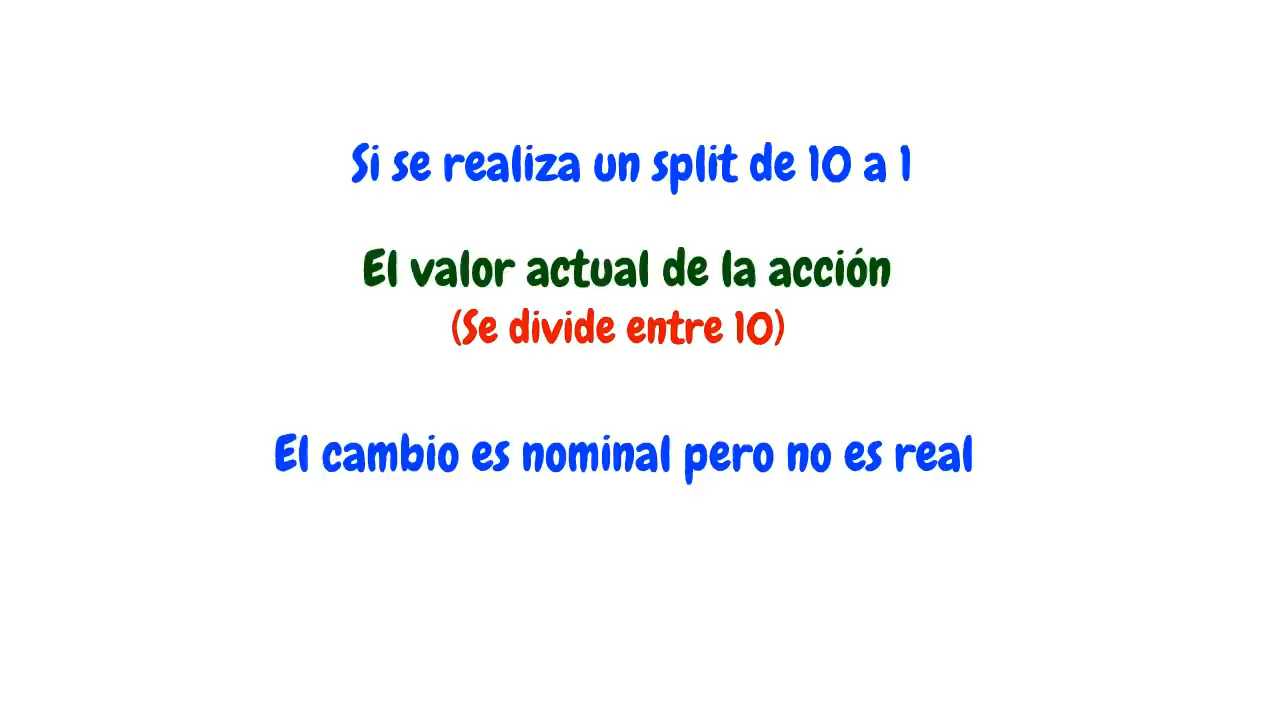 Si se realiza un split de 10 a 1
El valor actual de la acción
(Se divide entre 10)
El cambio es nominal pero no es real